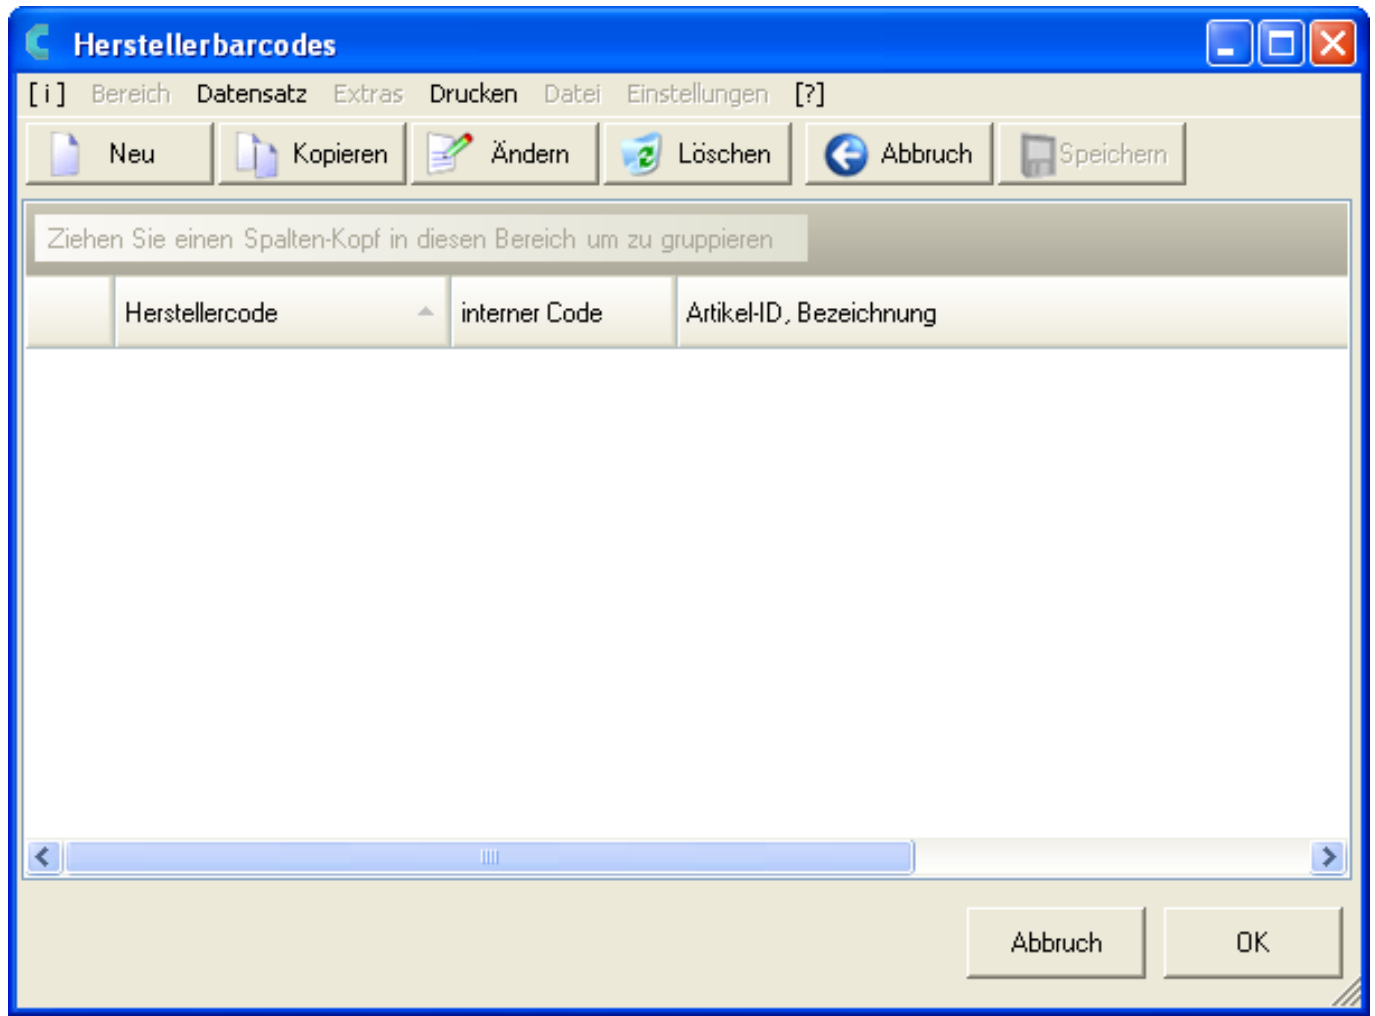 Herstellerbarcodes
[ i ] Bereich Datensatz Extras Drucken Datei Einstellungen [?]
Neu Kopieren Ändern Löschen Abbruch Speichern
Ziehen Sie einen Spalten-Kopf in diesen Bereich um zu gruppieren
Herstellercode interner Code Artikel-ID, Bezeichnung
Abbruch OK